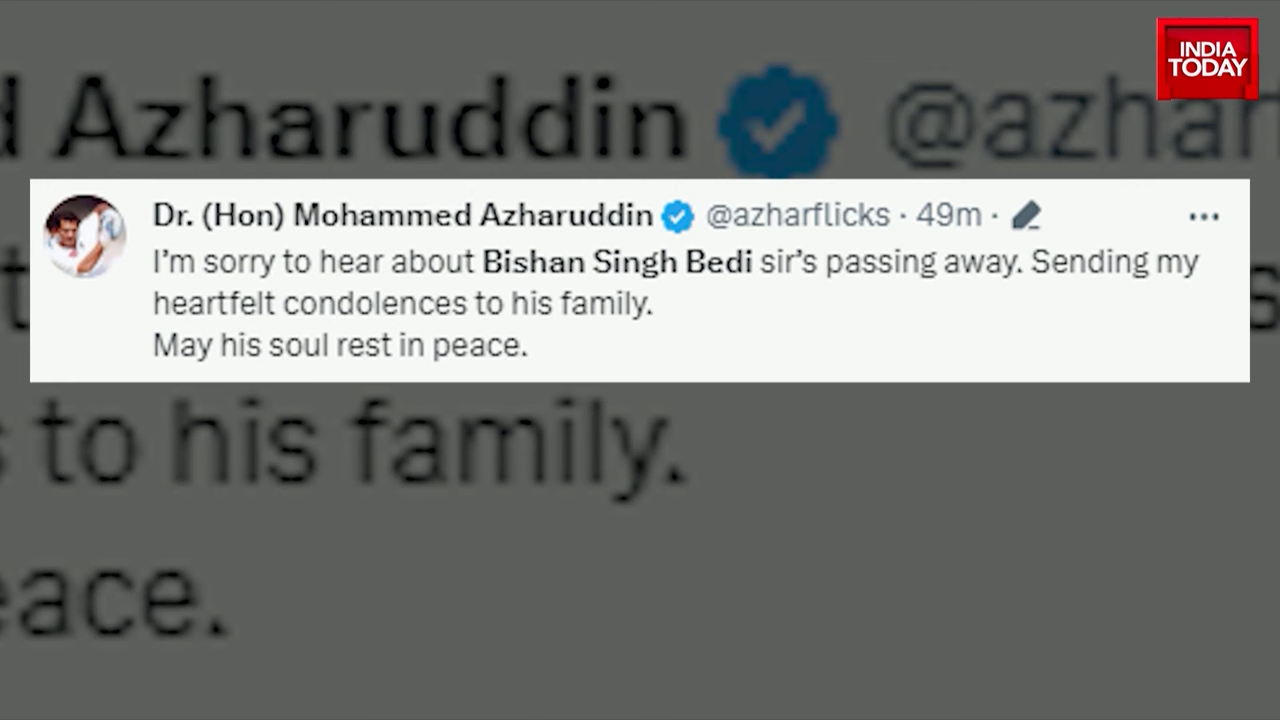 INDIA
TODAY
d Azharuddin @azhar
Dr. (Hon) Mohammed Azharuddin @azharflicks · 49m ·
I'm sorry to hear about Bishan Singh Bedi sir's passing away. Sending my
heartfelt condolences to his family.
May his soul rest in peace.
s to his family.
eace.